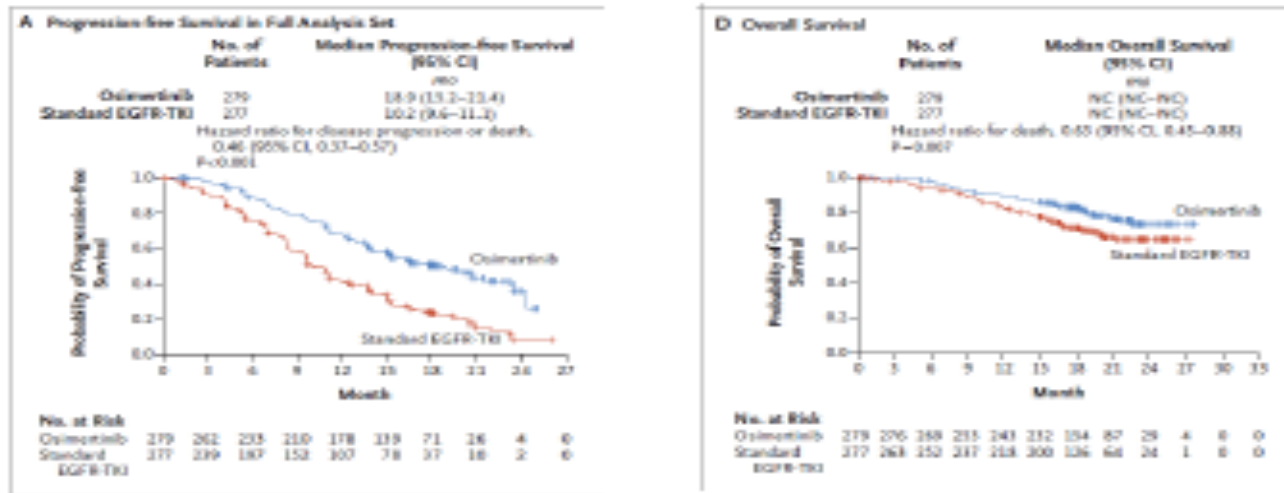 A Progression-free Survival in Full Analysis Set
No. of Patients
Median Progression-free Survival (95% CI)
mo
Osimertinib 279 18.9 (15.2–21.4)
Standard EGFR-TKI 277 10.2 (9.6–11.1)
Hazard ratio for disease progression or death,
0.46 (95% CI, 0.37–0.57)
P<0.001
Probability of Progression-free Survival
1.0
0.8
0.6
0.4
0.2
0.0
Osimertinib
Standard EGFR-TKI
0 3 6 9 12 15 18 21 24 27
Month
No. at Risk
Osimertinib 279 262 233 210 178 139 71 26 4 0
Standard EGFR-TKI 277 239 197 152 107 78 37 10 2 0
D Overall Survival
No. of Patients
Median Overall Survival (95% CI)
mo
Osimertinib 279 NC (NC–NC)
Standard EGFR-TKI 277 NC (NC–NC)
Hazard ratio for death, 0.63 (95% CI, 0.45–0.88)
P=0.007
Probability of Overall Survival
1.0
0.8
0.6
0.4
0.2
0.0
Osimertinib
Standard EGFR-TKI
0 3 6 9 12 15 18 21 24 27 30 33
Month
No. at Risk
Osimertinib 279 276 269 253 243 232 154 87 29 4 0 0
Standard EGFR-TKI 277 263 252 237 218 200 126 64 24 1 0 0